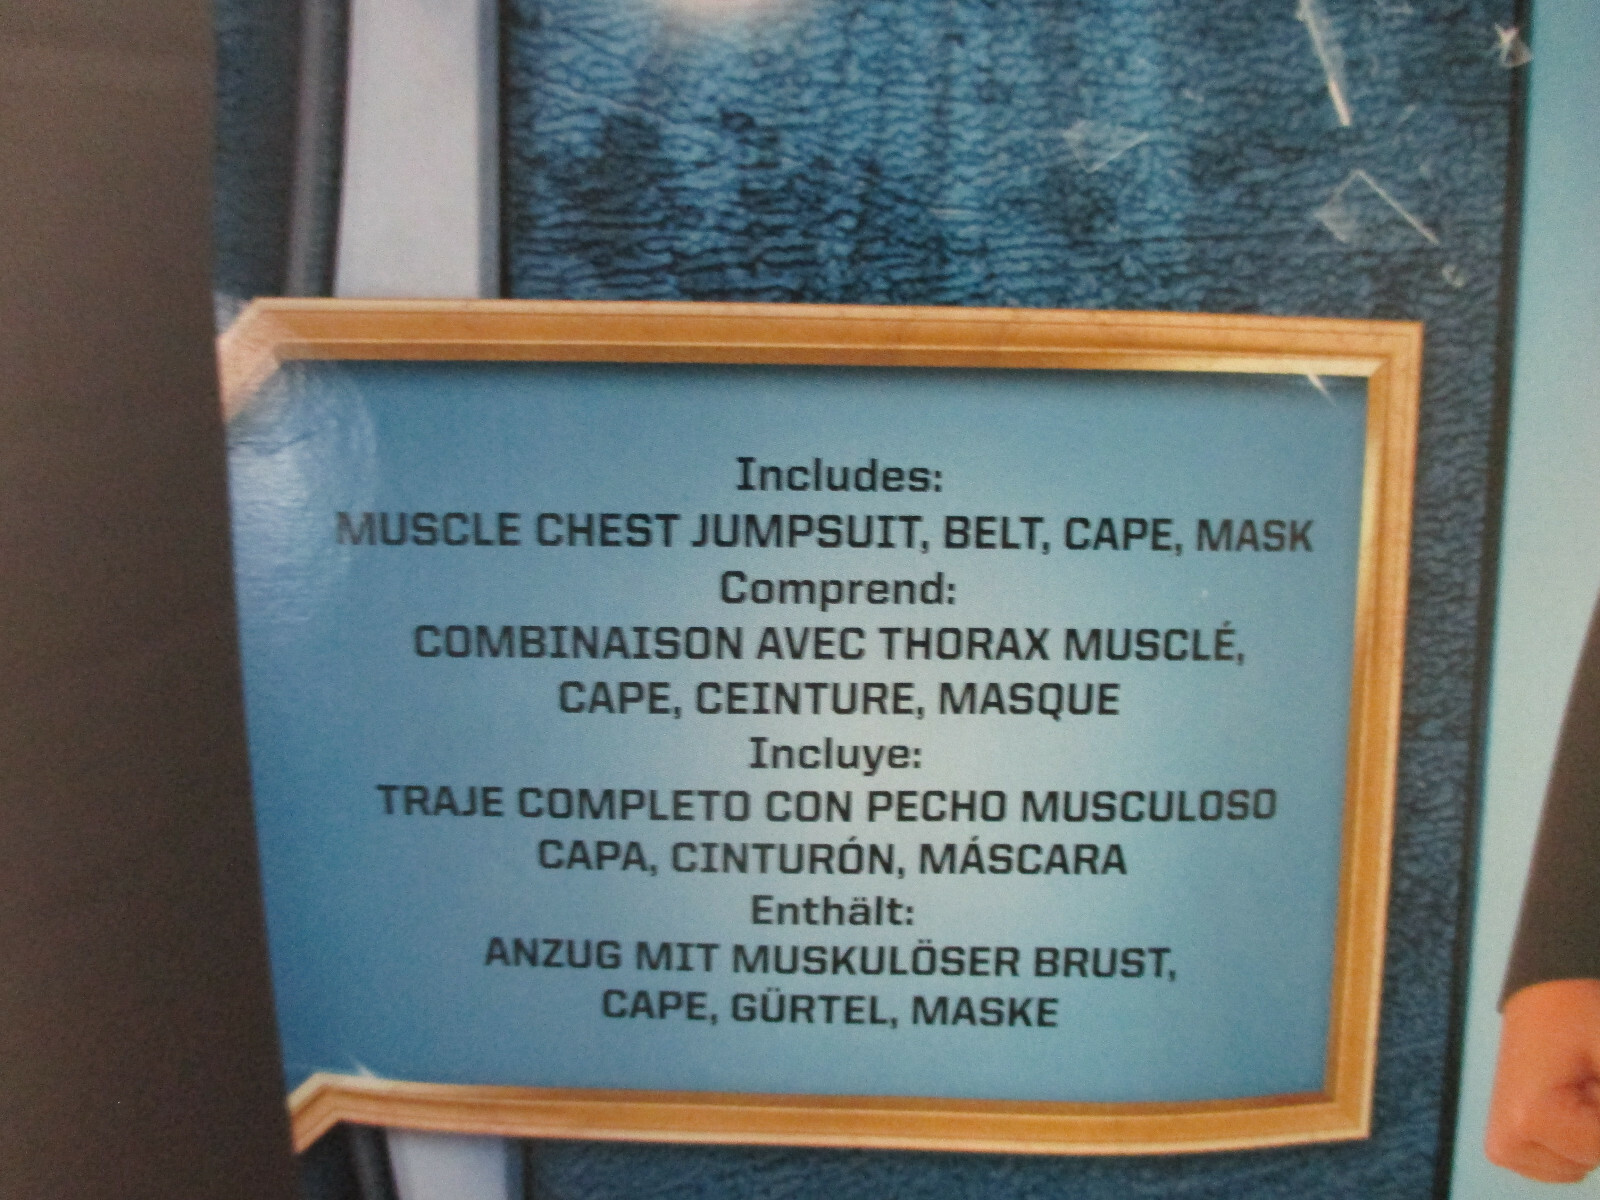 Includes:
MUSCLE CHEST JUMPSUIT, BELT, CAPE, MASK
Comprend:
COMBINAISON AVEC THORAX MUSCLÉ,
CAPE, CEINTURE, MASQUE
Incluye:
TRAJE COMPLETO CON PECHO MUSCULOSO
CAPA, CINTURÓN, MÁSCARA
Enthält:
ANZUG MIT MUSKULÖSER BRUST,
CAPE, GÜRTEL, MASKE